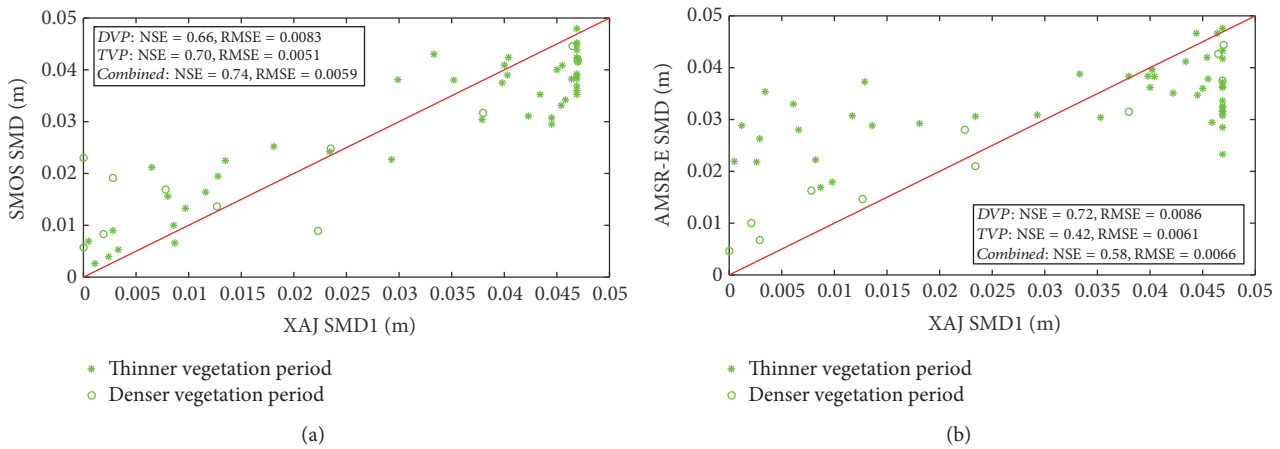 DVP: NSE = 0.66, RMSE = 0.0083
TVP: NSE = 0.70, RMSE = 0.0051
Combined: NSE = 0.74, RMSE = 0.0059
SMOS SMD (m)
0.05
0.04
0.03
0.02
0.01
0
0 0.005 0.01 0.015 0.02 0.025 0.03 0.035 0.04 0.045 0.05
XAJ SMD1 (m)
Thinner vegetation period
Denser vegetation period
(a)
AMSR-E SMD (m)
0.05
0.04
0.03
0.02
0.01
0
DVP: NSE = 0.72, RMSE = 0.0086
TVP: NSE = 0.42, RMSE = 0.0061
Combined: NSE = 0.58, RMSE = 0.0066
0 0.005 0.01 0.015 0.02 0.025 0.03 0.035 0.04 0.045 0.05
XAJ SMD1 (m)
Thinner vegetation period
Denser vegetation period
(b)